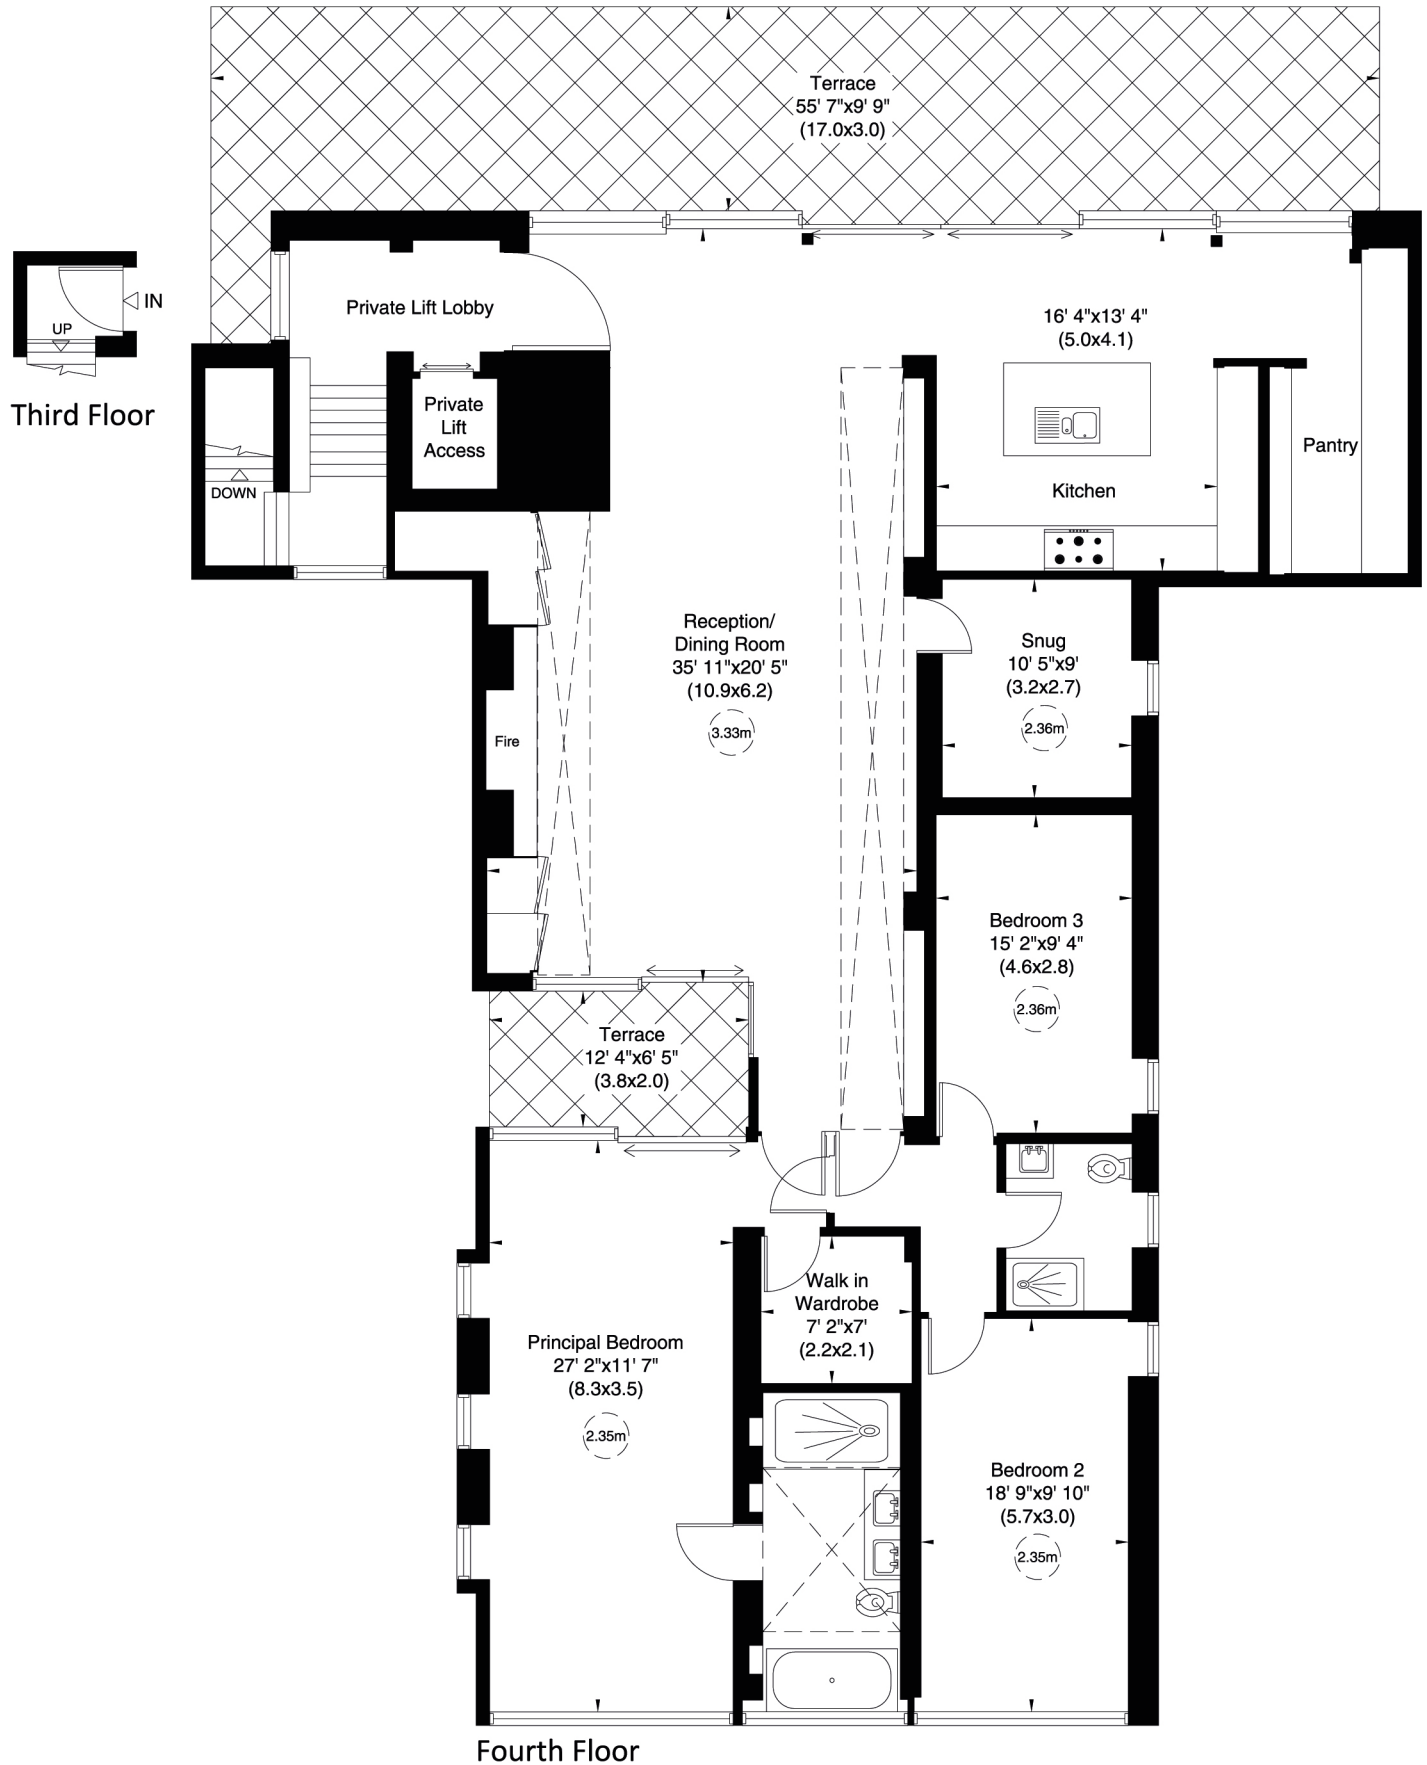 Terrace
55' 7"x9' 9"
(17.0x3.0)
IN
UP
Third Floor
Private Lift Lobby
Private
Lift
Access
DOWN
16' 4"x13' 4"
(5.0x4.1)
Kitchen
Pantry
Reception/
Dining Room
35' 11"x20' 5"
(10.9x6.2)
3.33m
Fire
Snug
10' 5"x9'
(3.2x2.7)
2.36m
Bedroom 3
15' 2"x9' 4"
(4.6x2.8)
2.36m
Terrace
12' 4"x6' 5"
(3.8x2.0)
Walk in
Wardrobe
7' 2"x7'
(2.2x2.1)
Principal Bedroom
27' 2"x11' 7"
(8.3x3.5)
2.35m
Bedroom 2
18' 9"x9' 10"
(5.7x3.0)
2.35m
Fourth Floor